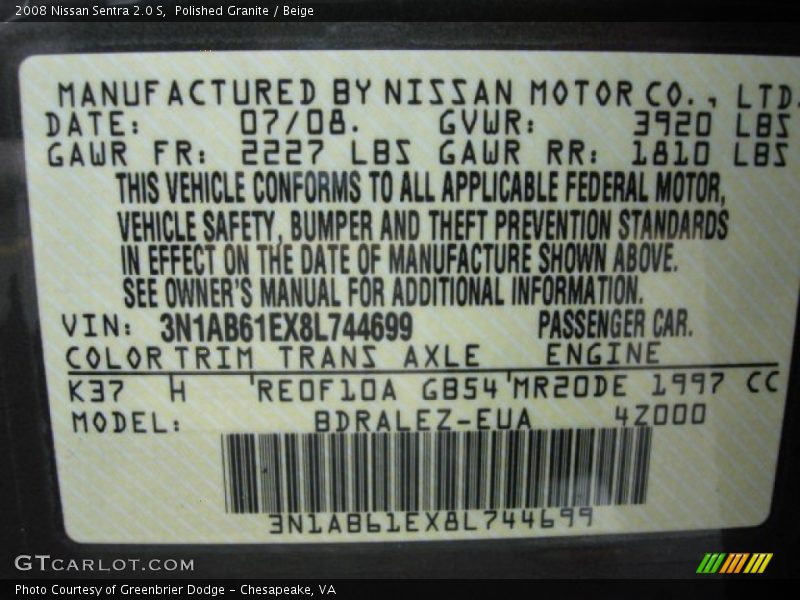 2008 Nissan Sentra 2.0 S,  Polished Granite / Beige
MANUFACTURED BY NISSAN MOTOR CO., LTD.
DATE: 07/08. GVWR: 3920 LBS
GAWR FR: 2227 LBS GAWR RR: 1810 LBS
THIS VEHICLE CONFORMS TO ALL APPLICABLE FEDERAL MOTOR,
VEHICLE SAFETY, BUMPER AND THEFT PREVENTION STANDARDS
IN EFFECT ON THE DATE OF MANUFACTURE SHOWN ABOVE.
SEE OWNER'S MANUAL FOR ADDITIONAL INFORMATION.
VIN: 3N1AB61EX8L744699 PASSENGER CAR.
COLOR TRIM TRANS AXLE ENGINE
K37 H 'RE0F10A GB54'MR20DE 1997 CC
MODEL: BDRALEZ-EUA 4Z000
3N1AB61EX8L744699
GTCARLOT.COM
Photo Courtesy of Greenbrier Dodge - Chesapeake, VA